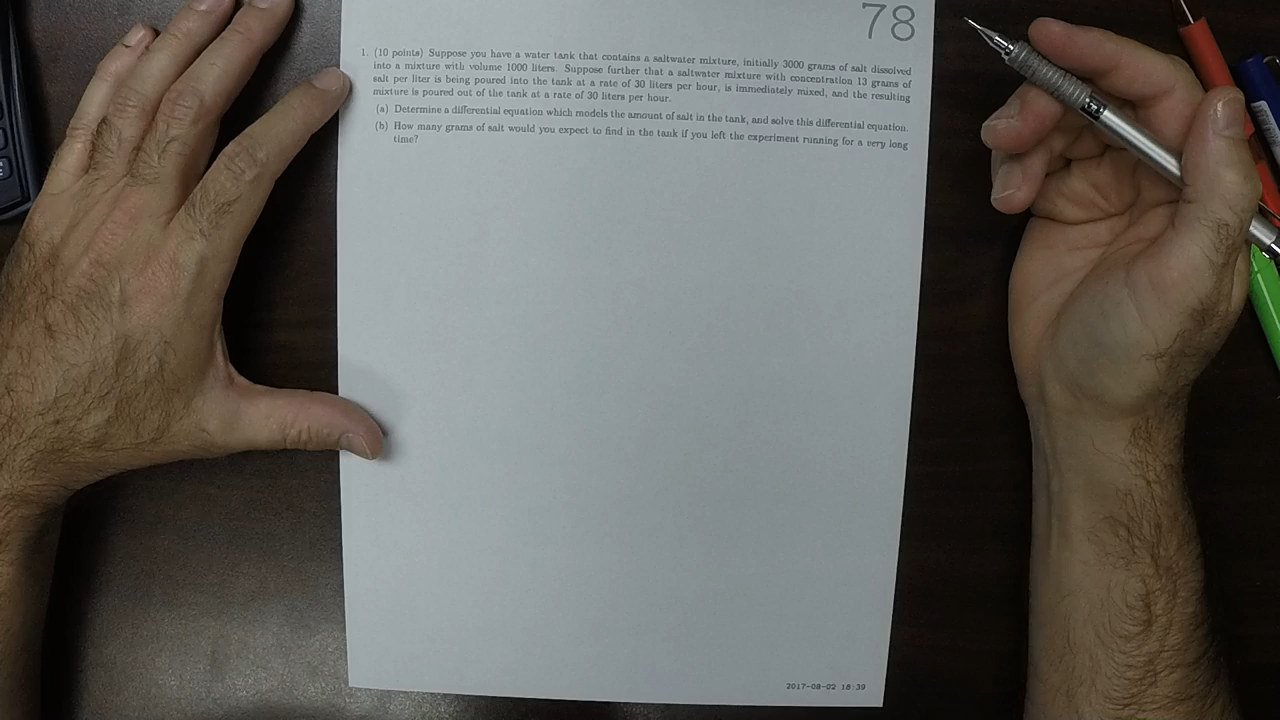 78
1. (10 points) Suppose you have a water tank that contains a saltwater mixture, initially 3000 grams of salt dissolved
into a mixture with volume 1000 liters. Suppose further that a saltwater mixture with concentration 13 grams of
salt per liter is being poured into the tank at a rate of 30 liters per hour, is immediately mixed, and the resulting
mixture is poured out of the tank at a rate of 30 liters per hour.
(a) Determine a differential equation which models the amount of salt in the tank, and solve this differential equation.
(b) How many grams of salt would you expect to find in the tank if you left the experiment running for a very long
time?
2017-08-02 18:39